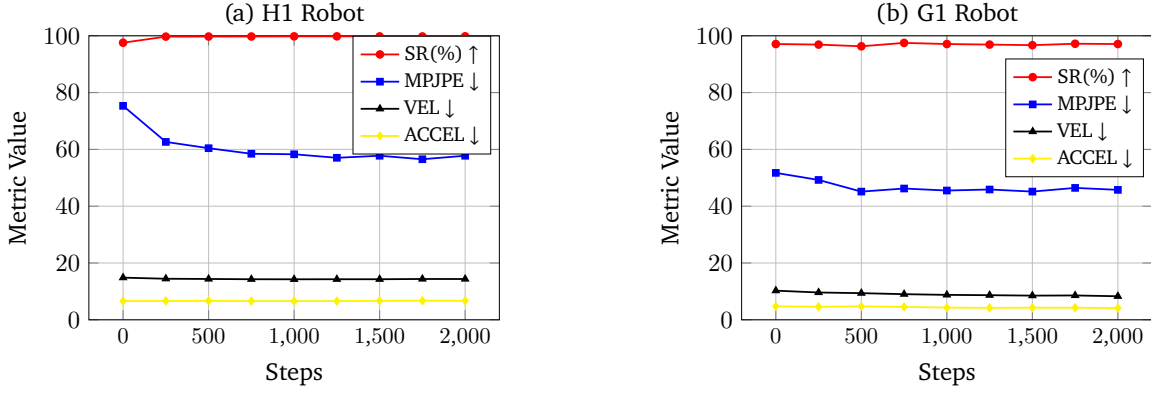 (a) H1 Robot
Metric Value
100
80
60
40
20
0
0 500 1,000 1,500 2,000
Steps
SR(%) ↑
MPJPE ↓
VEL ↓
ACCEL ↓
(b) G1 Robot
Metric Value
100
80
60
40
20
0
0 500 1,000 1,500 2,000
Steps
SR(%) ↑
MPJPE ↓
VEL ↓
ACCEL ↓